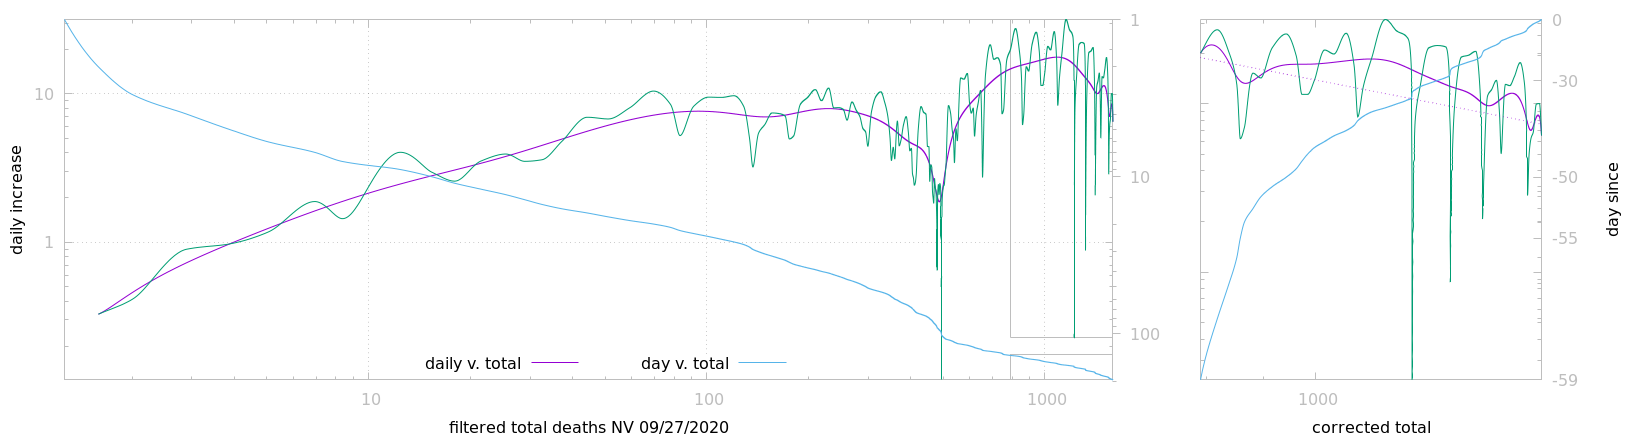 daily increase
10
1
daily v. total
day v. total
10
100
1000
1
10
100
filtered total deaths NV 09/27/2020
1000
corrected total
0
-30
-50
-55
-59
day since